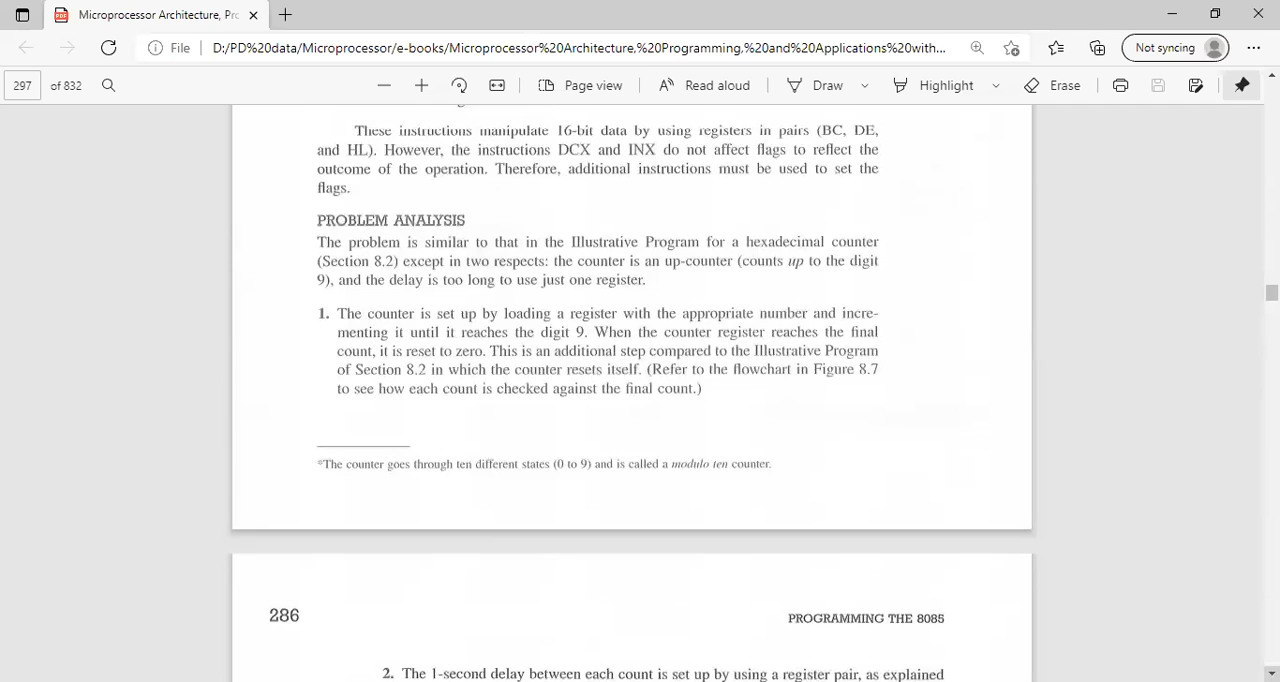 Microprocessor Architecture, Pro
File
D:/PD%20data/Microprocessor/e-books/Microprocessor%20Architecture,%20Programming,%20and%20Applications%20with...
Not syncing
297 of 832
Page view
Read aloud
Draw
Highlight
Erase
These instructions manipulate 16-bit data by using registers in pairs (BC, DE,
and HL). However, the instructions DCX and INX do not affect flags to reflect the
outcome of the operation. Therefore, additional instructions must be used to set the
flags.
PROBLEM ANALYSIS
The problem is similar to that in the Illustrative Program for a hexadecimal counter
(Section 8.2) except in two respects: the counter is an up-counter (counts up to the digit
9), and the delay is too long to use just one register.
1. The counter is set up by loading a register with the appropriate number and incre-
menting it until it reaches the digit 9. When the counter register reaches the final
count, it is reset to zero. This is an additional step compared to the Illustrative Program
of Section 8.2 in which the counter resets itself. (Refer to the flowchart in Figure 8.7
to see how each count is checked against the final count.)
*The counter goes through ten different states (0 to 9) and is called a modulo ten counter.
286
PROGRAMMING THE 8085
2. The 1-second delay between each count is set up by using a register pair, as explained